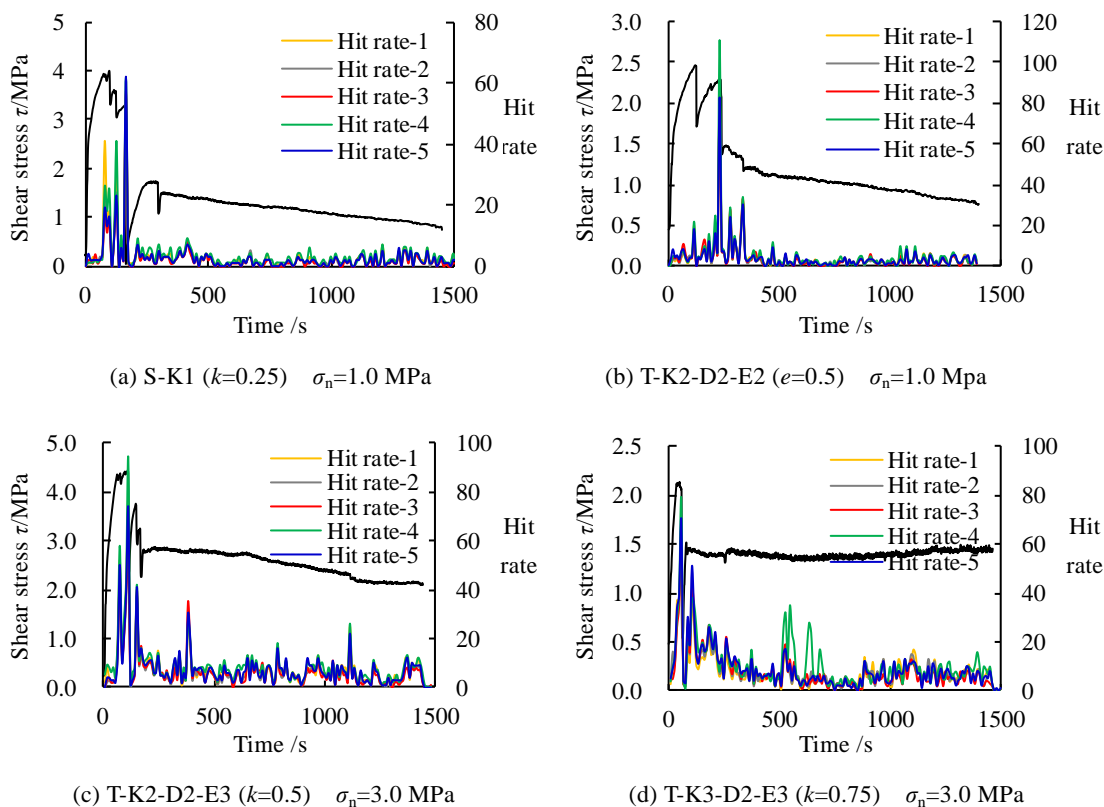 5
4
3
2
1
0
80
60
40
20
0
Shear stress τ/MPa
Hit rate
Hit rate-1
Hit rate-2
Hit rate-3
Hit rate-4
Hit rate-5
0 500 1000 1500
Time /s
(a) S-K1 (k=0.25) σn=1.0 MPa
3.0
2.5
2.0
1.5
1.0
0.5
0.0
120
100
80
60
40
20
0
Shear stress τ/MPa
Hit rate
Hit rate-1
Hit rate-2
Hit rate-3
Hit rate-4
Hit rate-5
0 500 1000 1500
Time /s
(b) T-K2-D2-E2 (e=0.5) σn=1.0 Mpa
5.0
4.0
3.0
2.0
1.0
0.0
100
80
60
40
20
0
Shear stress τ/MPa
Hit rate
Hit rate-1
Hit rate-2
Hit rate-3
Hit rate-4
Hit rate-5
0 500 1000 1500
Time /s
(c) T-K2-D2-E3 (k=0.5) σn=3.0 MPa
2.5
2.0
1.5
1.0
0.5
0.0
100
80
60
40
20
0
Shear stress τ/MPa
Hit rate
Hit rate-1
Hit rate-2
Hit rate-3
Hit rate-4
Hit rate-5
0 500 1000 1500
Time /s
(d) T-K3-D2-E3 (k=0.75) σn=3.0 MPa